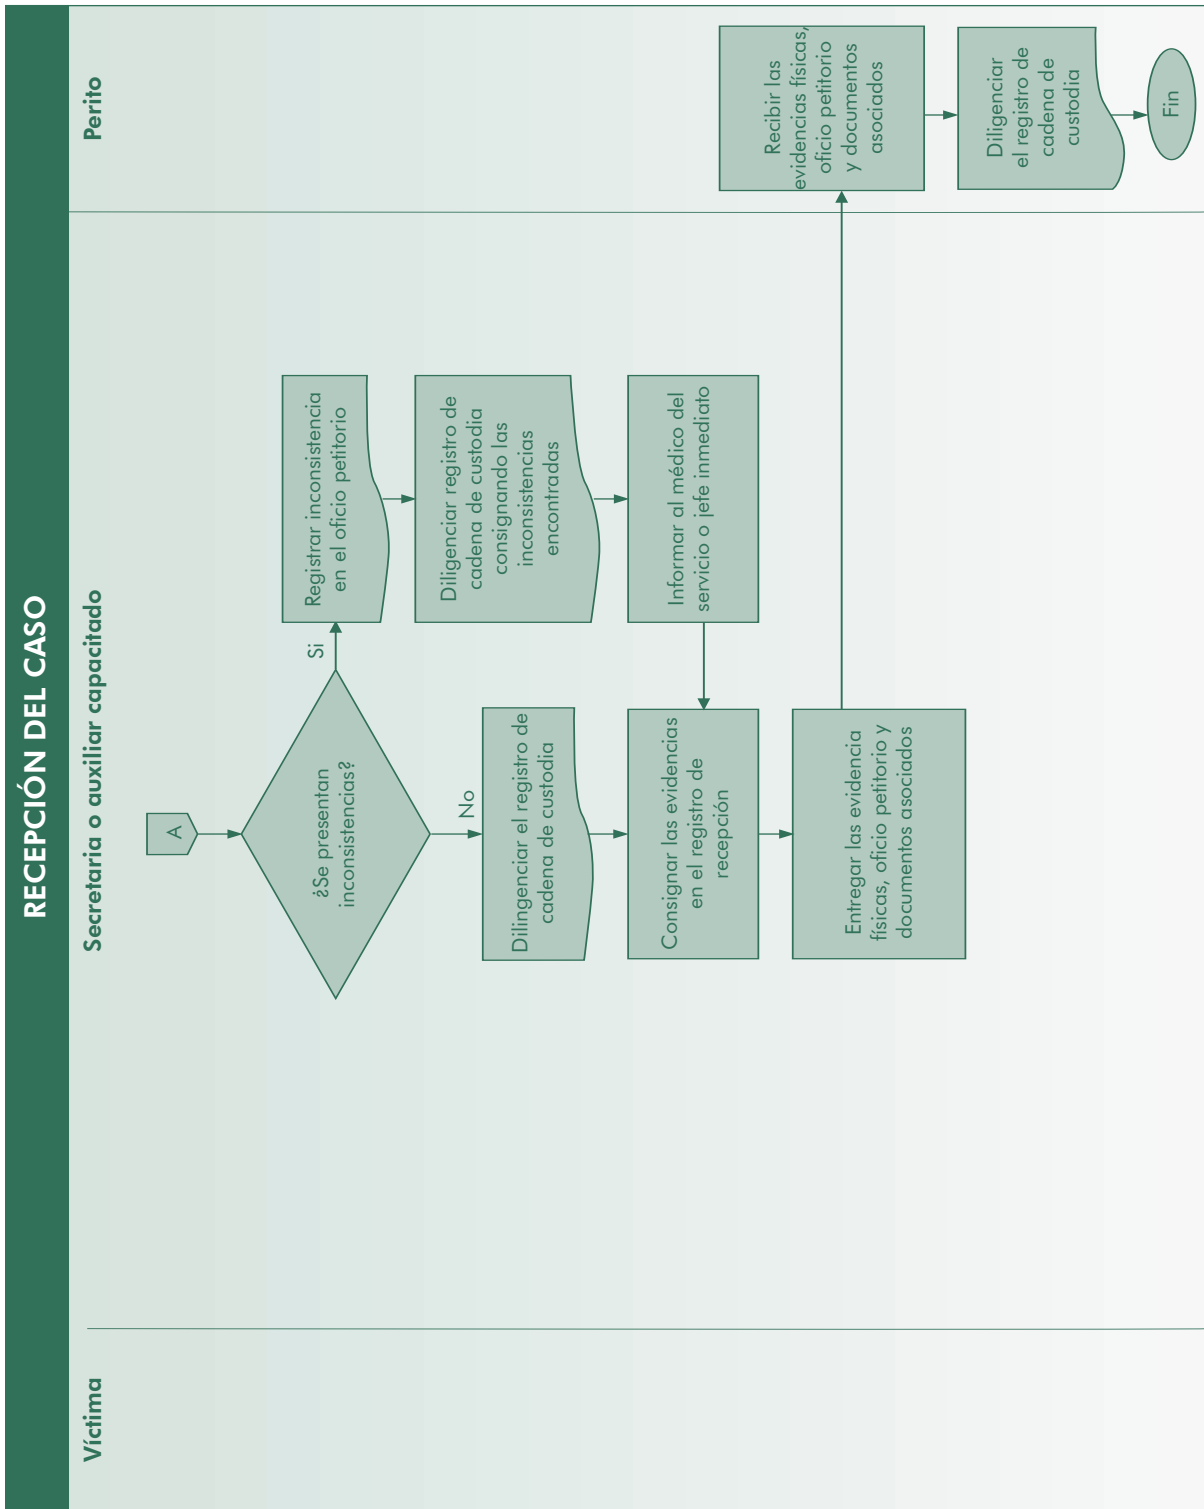 RECEPCIÓN DEL CASO
Víctima
Secretaria o auxiliar capacitado
Perito
A
¿Se presentan
inconsistencias?
Si
Registrar inconsistencia
en el oficio petitorio
Diligenciar registro de
cadena de custodia
consignando las
inconsistencias
encontradas
Informar al médico del
servicio o jefe inmediato
No
Dilingenciar el registro de
cadena de custodia
Consignar las evidencias
en el registro de
recepción
Entregar las evidencia
físicas, oficio petitorio y
documentos asociados
Recibir las
evidencias físicas,
oficio petitorio
y documentos
asociados
Diligenciar
el registro de
cadena de
custodia
Fin